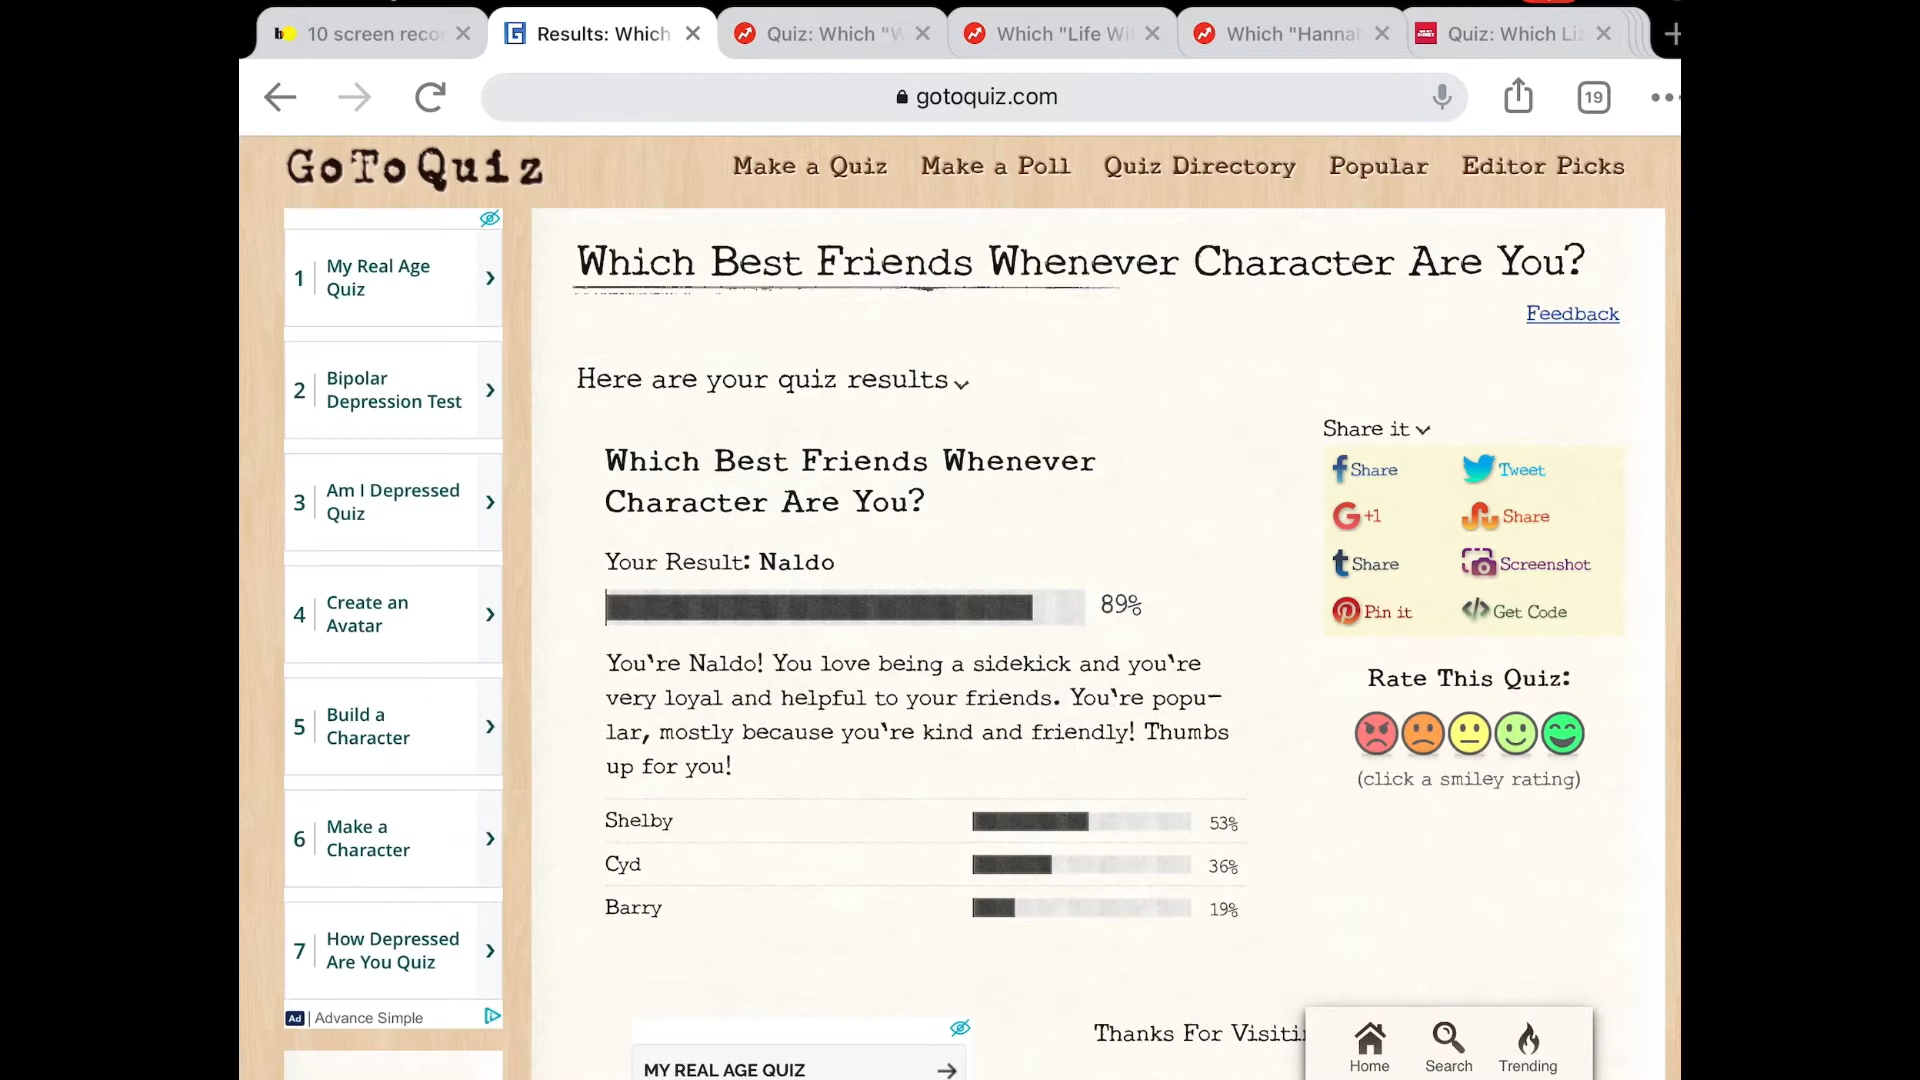 10 screen reco
Results: Which
Quiz: Which "W
Which "Life Wi
Which "Hannah
Quiz: Which Liz
gotoquiz.com
19
GoToQuiz
Make a Quiz
Make a Poll
Quiz Directory
Popular
Editor Picks
1
My Real Age
Quiz
2
Bipolar
Depression Test
3
Am I Depressed
Quiz
4
Create an
Avatar
5
Build a
Character
6
Make a
Character
7
How Depressed
Are You Quiz
Ad | Advance Simple
Which Best Friends Whenever Character Are You?
Feedback
Here are your quiz results
Which Best Friends Whenever
Character Are You?
Your Result: Naldo
89%
You're Naldo! You love being a sidekick and you're
very loyal and helpful to your friends. You're popu-
lar, mostly because you're kind and friendly! Thumbs
up for you!
Shelby 53%
Cyd 36%
Barry 19%
Share it
Share
Tweet
G+1
Share
t Share
Screenshot
Pin it
</> Get Code
Rate This Quiz:
(click a smiley rating)
MY REAL AGE QUIZ
Thanks For Visiti
Home
Search
Trending